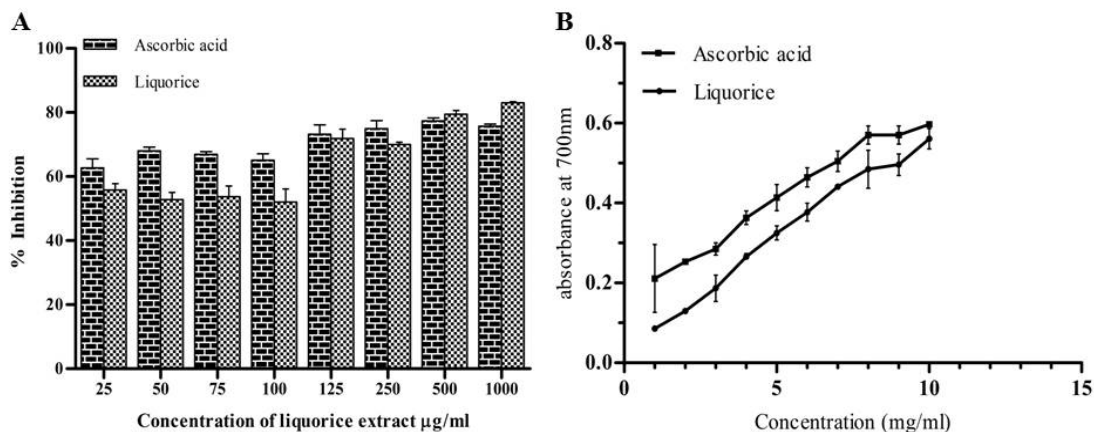 A
Ascorbic acid
Liquorice
% Inhibition
100
80
60
40
20
0
25 50 75 100 125 250 500 1000
Concentration of liquorice extract µg/ml
B
Ascorbic acid
Liquorice
absorbance at 700nm
0.8
0.6
0.4
0.2
0.0
0 5 10 15
Concentration (mg/ml)